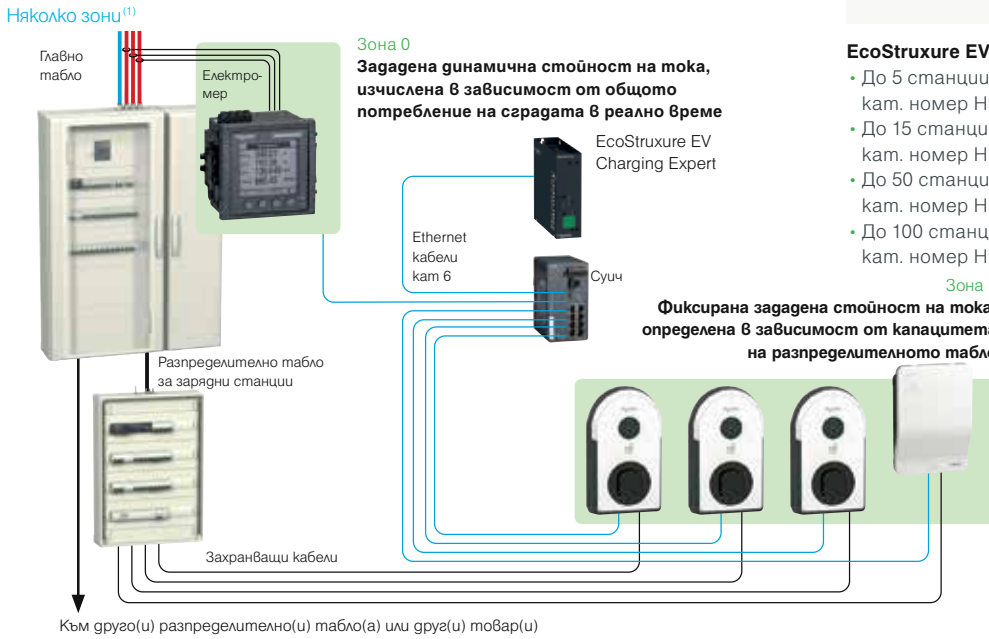 Няколко зони(1)
Главно
табло
Електро-
мер
Зона 0
Зададена динамична стойност на тока,
изчислена в зависимост от общото
потребление на сградата в реално време
EcoStruxure EV
Charging Expert
Ethernet
кабели
кат 6
Суич
EcoStruxure EV
• До 5 станции
кат. номер H
• До 15 станци
кат. номер H
• До 50 станци
кат. номер H
• До 100 станц
кат. номер H
Зона
Фиксирана зададена стойност на тока
определена в зависимост от капацитета
на разпределителното табло
Разпределително табло
за зарядни станции
Захранващи кабели
Към друго(и) разпределително(и) табло(а) или друг(и) товар(и)